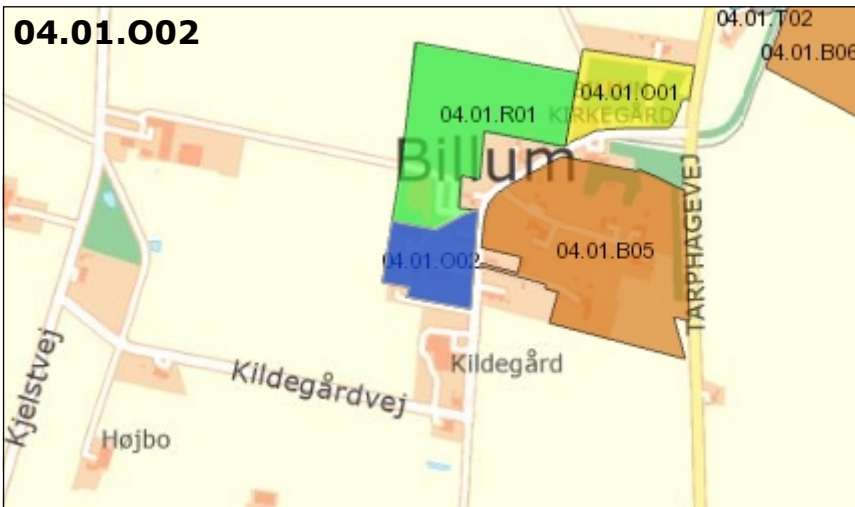 04.01.O02
04.01.T02
04.01.B06
04.01.O01
KIRKEGÅRD
04.01.R01
Billum
04.01.B05
04.01.O02
TARPHAGEVEJ
Kildegård
Kildegårdvej
Kjelstvej
Højbo